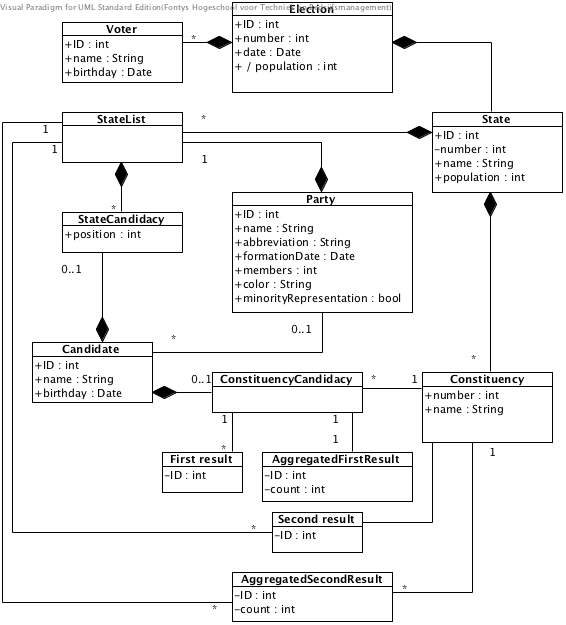 Visual Paradigm for UML Standard Edition(Fontys Hogeschool voor Techniek en Bedrijfsmanagement)
Election
+ID : int
+number : int
+date : Date
+ / population : int
Voter
+ID : int
+name : String
+birthday : Date
*
StateList
1
1
*
1
State
+ID : int
-number : int
+name : String
+population : int
StateCandidacy
+position : int
*
0..1
Party
+ID : int
+name : String
+abbreviation : String
+formationDate : Date
+members : int
+color : String
+minorityRepresentation : bool
0..1
*
Candidate
+ID : int
+name : String
+birthday : Date
0..1
ConstituencyCandidacy
*
1
*
Constituency
+number : int
+name : String
1
1
1
*
1
First result
-ID : int
AggregatedFirstResult
-ID : int
-count : int
Second result
-ID : int
*
AggregatedSecondResult
-ID : int
-count : int
*
*